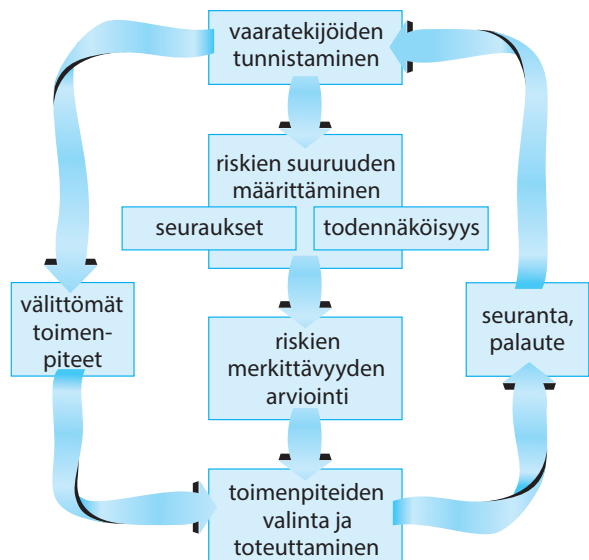 vaaratekijöiden
tunnistaminen
riskien suuruuden
määrittäminen
seuraukset
todennäköisyys
välittömät
toimen-
piteet
riskien
merkittävyyden
arviointi
seuranta,
palaute
toimenpiteiden
valinta ja
toteuttaminen